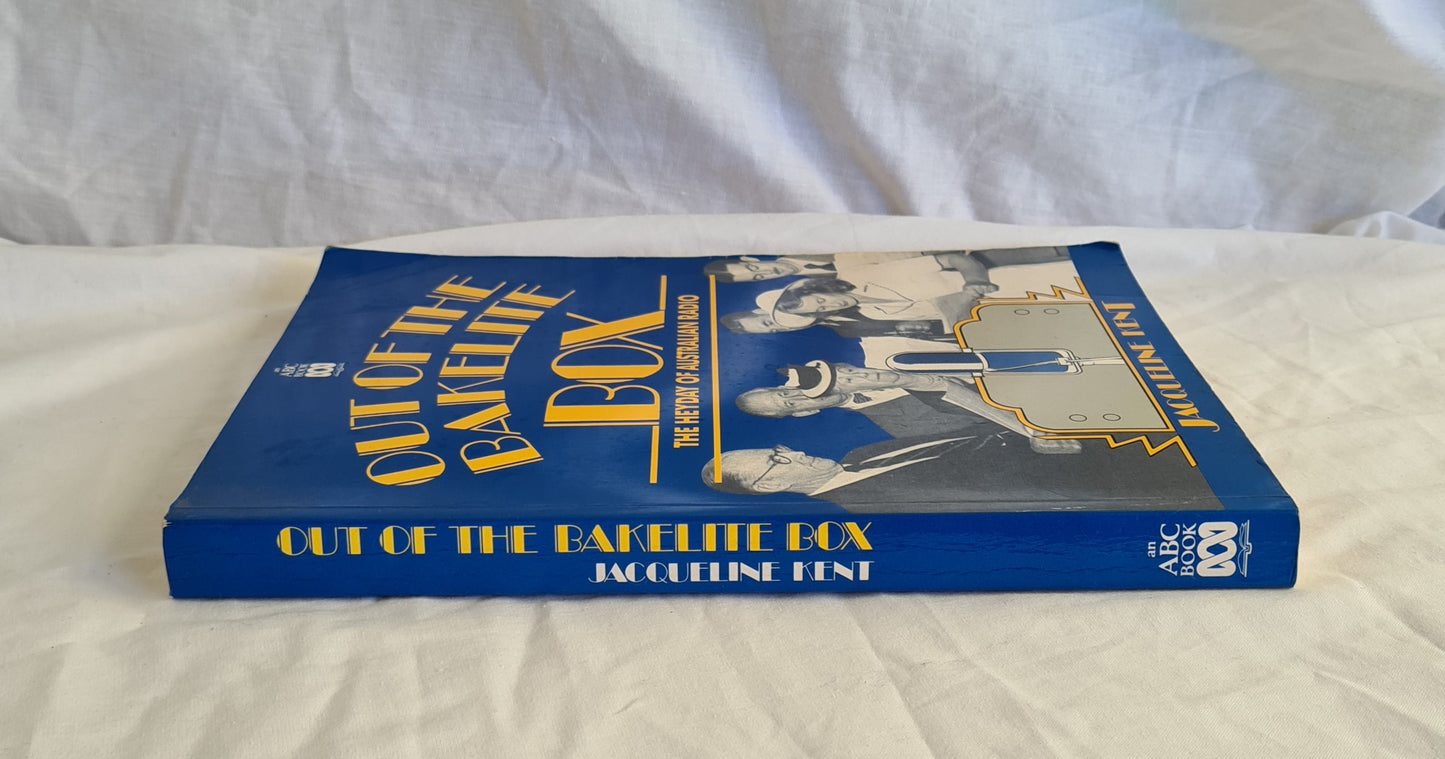 an
ABC
BOOK
OUT OF THE
BAKELITE
BOX
THE HEYDAY OF AUSTRALIAN RADIO
JACQUELINE KENT
OUT OF THE BAKELITE BOX
JACQUELINE KENT
an
ABC
BOOK